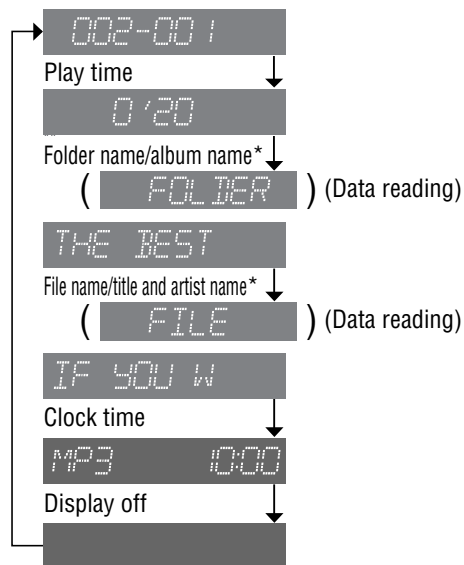 002-001
Play time
0'20
Folder name/album name*
( FOLDER ) (Data reading)
THE BEST
File name/title and artist name*
( FILE ) (Data reading)
IF YOU W
Clock time
MP3 10:00
Display off